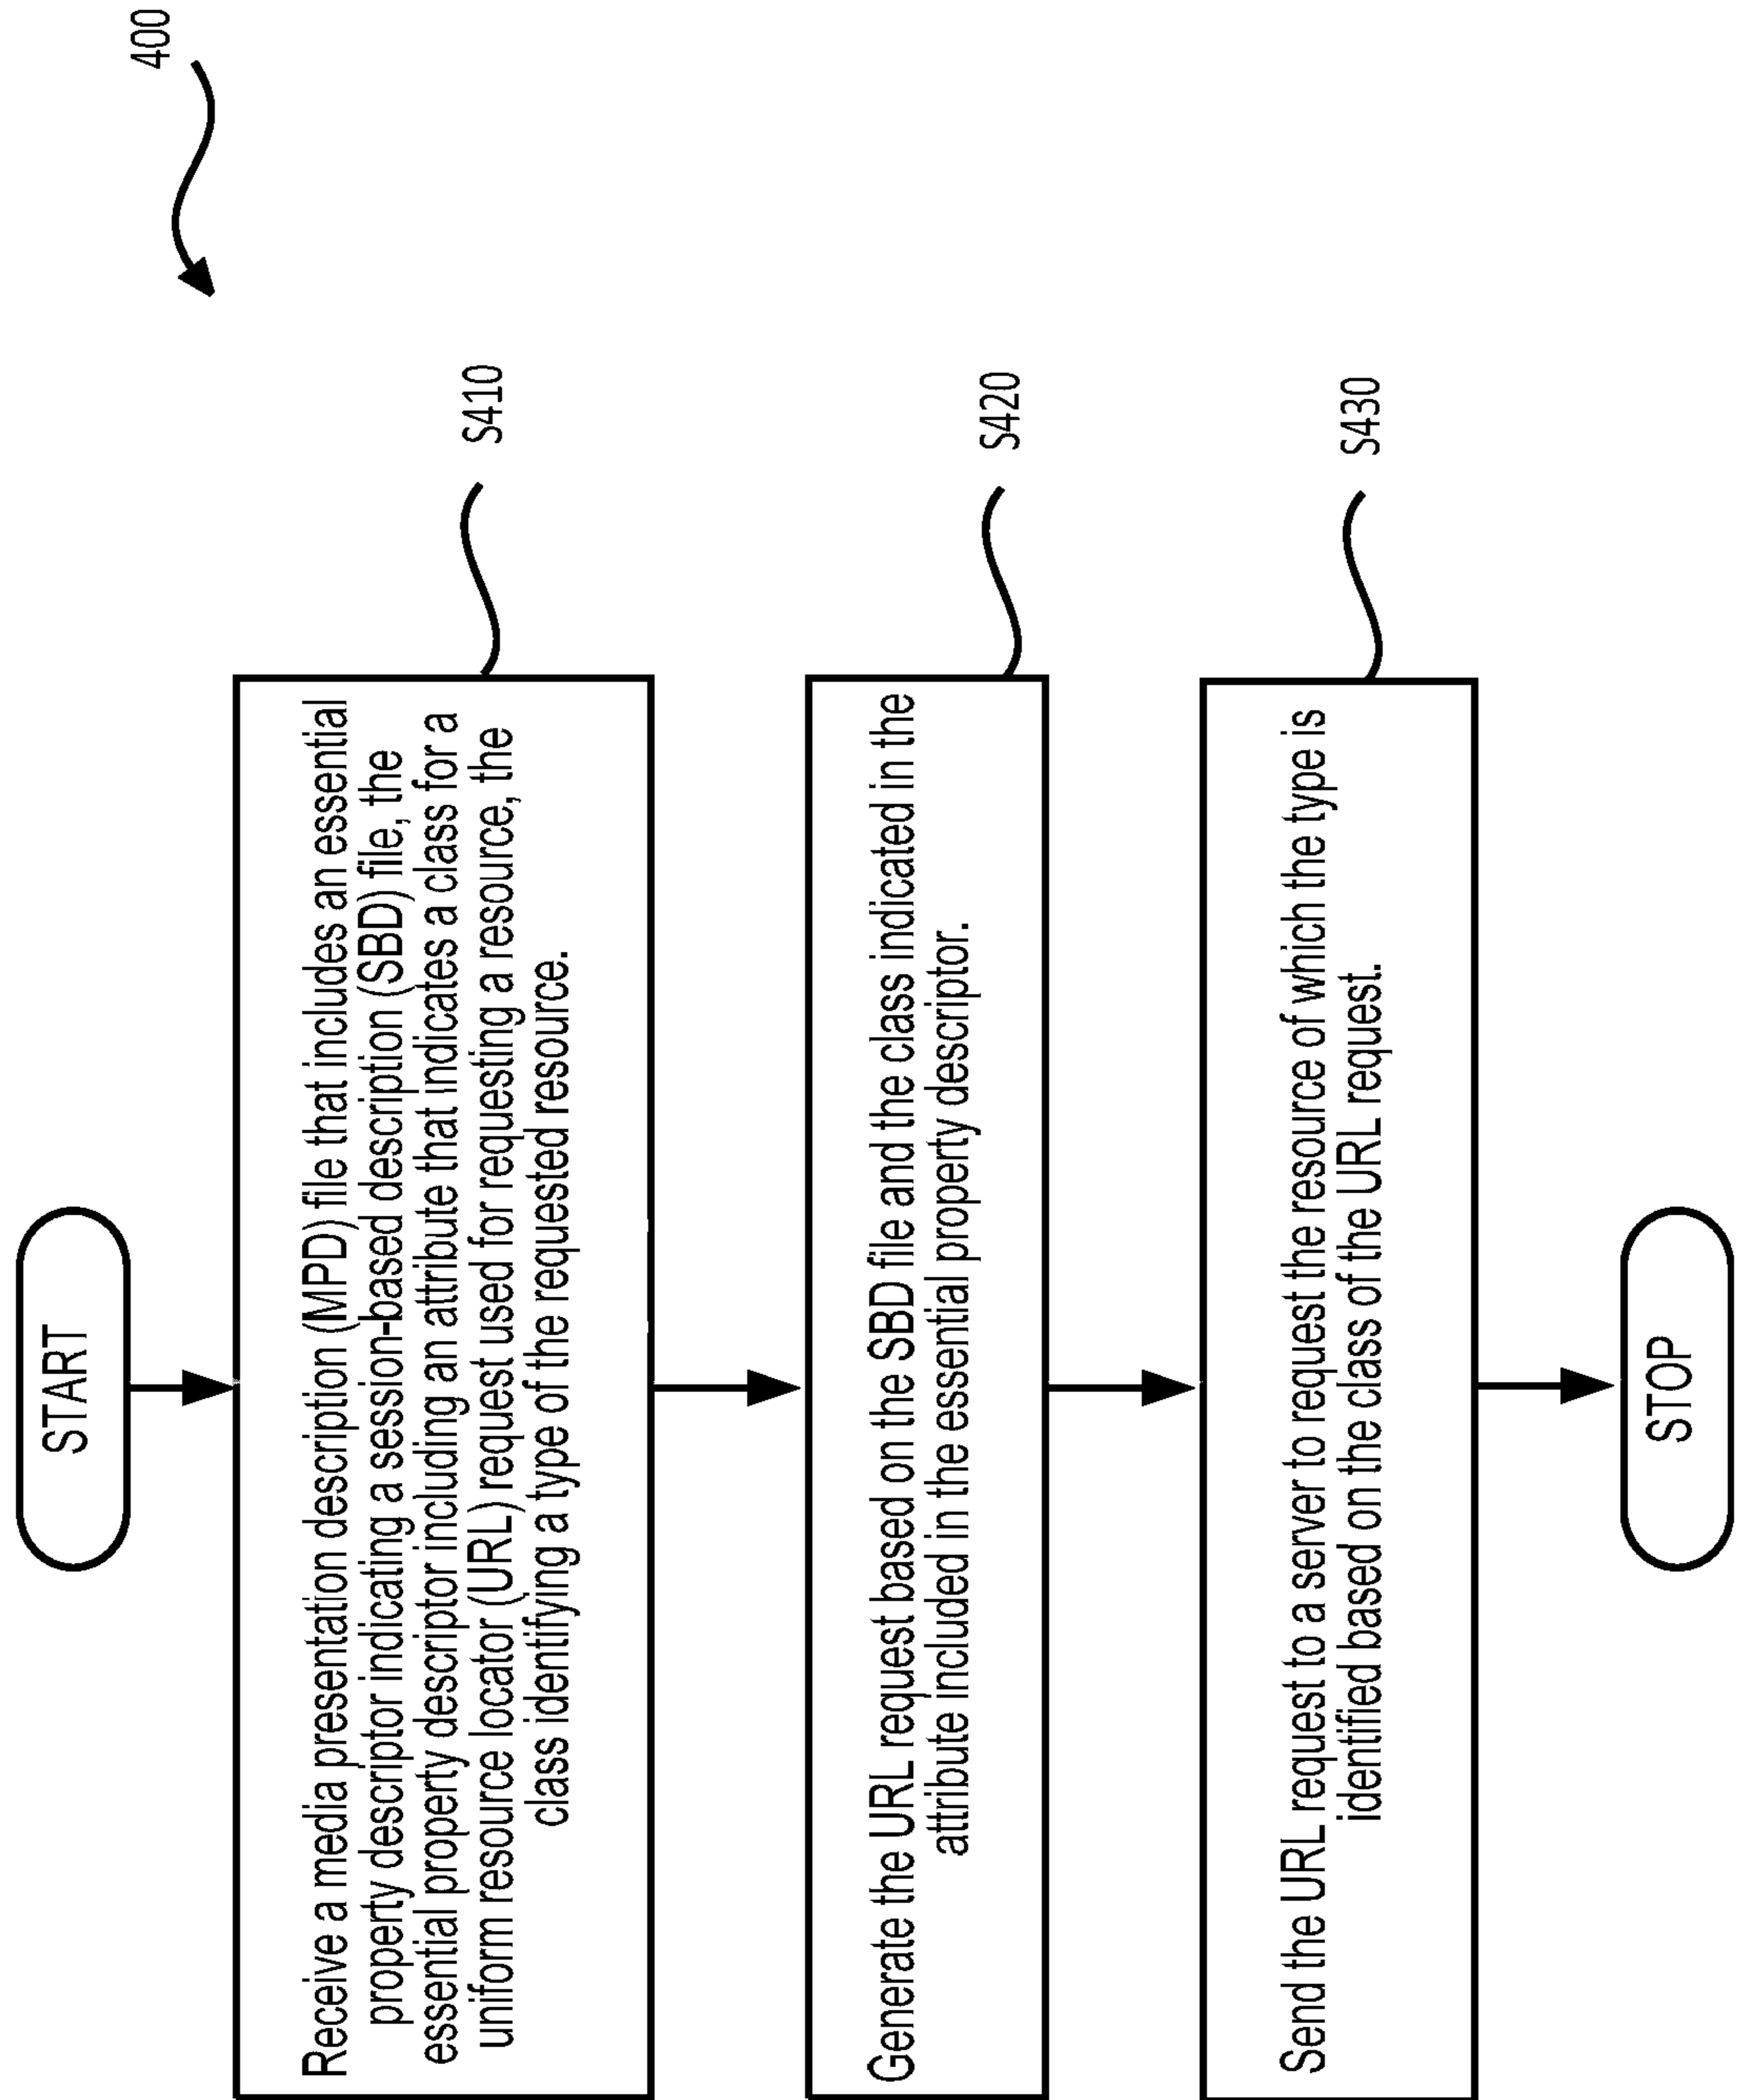 400
START
Receive a media presentation description (MPD) file that includes an essential
property descriptor indicating a session-based description (SBD) file, the
essential property descriptor including an attribute that indicates a class for a
uniform resource locator (URL) request used for requesting a resource, the
class identifying a type of the requested resource.
S410
Generate the URL request based on the SBD file and the class indicated in the
attribute included in the essential property descriptor.
S420
Send the URL request to a server to request the resource of which the type is
identified based on the class of the URL request.
S430
STOP